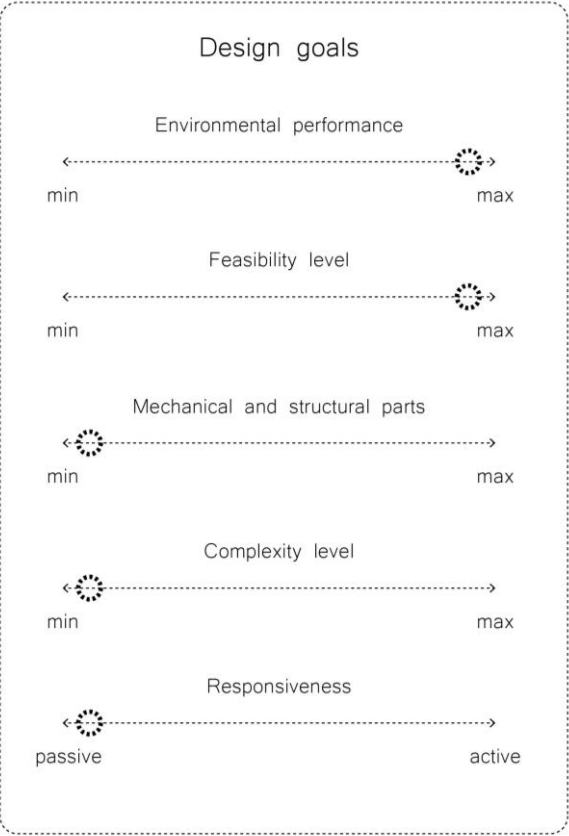 Design goals
Environmental performance
min max
Feasibility level
min max
Mechanical and structural parts
min max
Complexity level
min max
Responsiveness
passive active